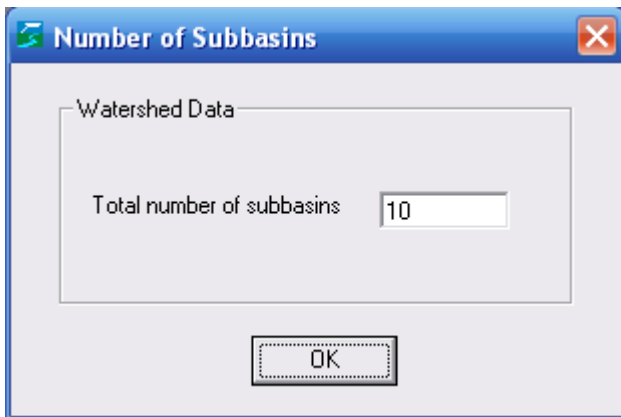 Number of Subbasins
Watershed Data
Total number of subbasins 10
OK